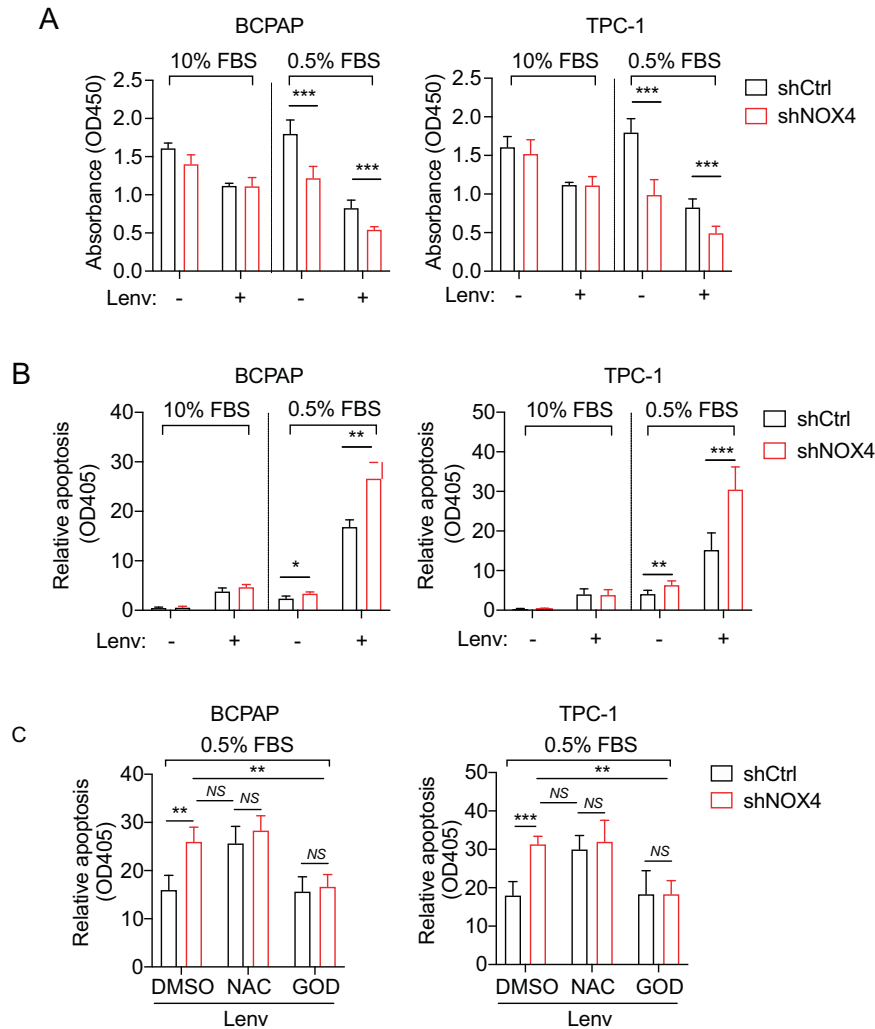 A
BCPAP
TPC-1
10% FBS
0.5% FBS
10% FBS
0.5% FBS
shCtrl
shNOX4
Absorbance (OD450)
2.5
2.0
1.5
1.0
0.5
0.0
***
***
Absorbance (OD450)
2.5
2.0
1.5
1.0
0.5
0.0
***
***
Lenv: - + - +
Lenv: - + - +
B
BCPAP
TPC-1
10% FBS
0.5% FBS
10% FBS
0.5% FBS
shCtrl
shNOX4
Relative apoptosis
(OD405)
40
30
20
10
0
*
**
Relative apoptosis
(OD405)
50
40
30
20
10
0
**
***
Lenv: - + - +
Lenv: - + - +
C
BCPAP
TPC-1
0.5% FBS
0.5% FBS
shCtrl
shNOX4
Relative apoptosis
(OD405)
40
30
20
10
0
**
NS
NS
**
NS
Relative apoptosis
(OD405)
50
40
30
20
10
0
***
NS
NS
**
NS
DMSO NAC GOD
Lenv
DMSO NAC GOD
Lenv